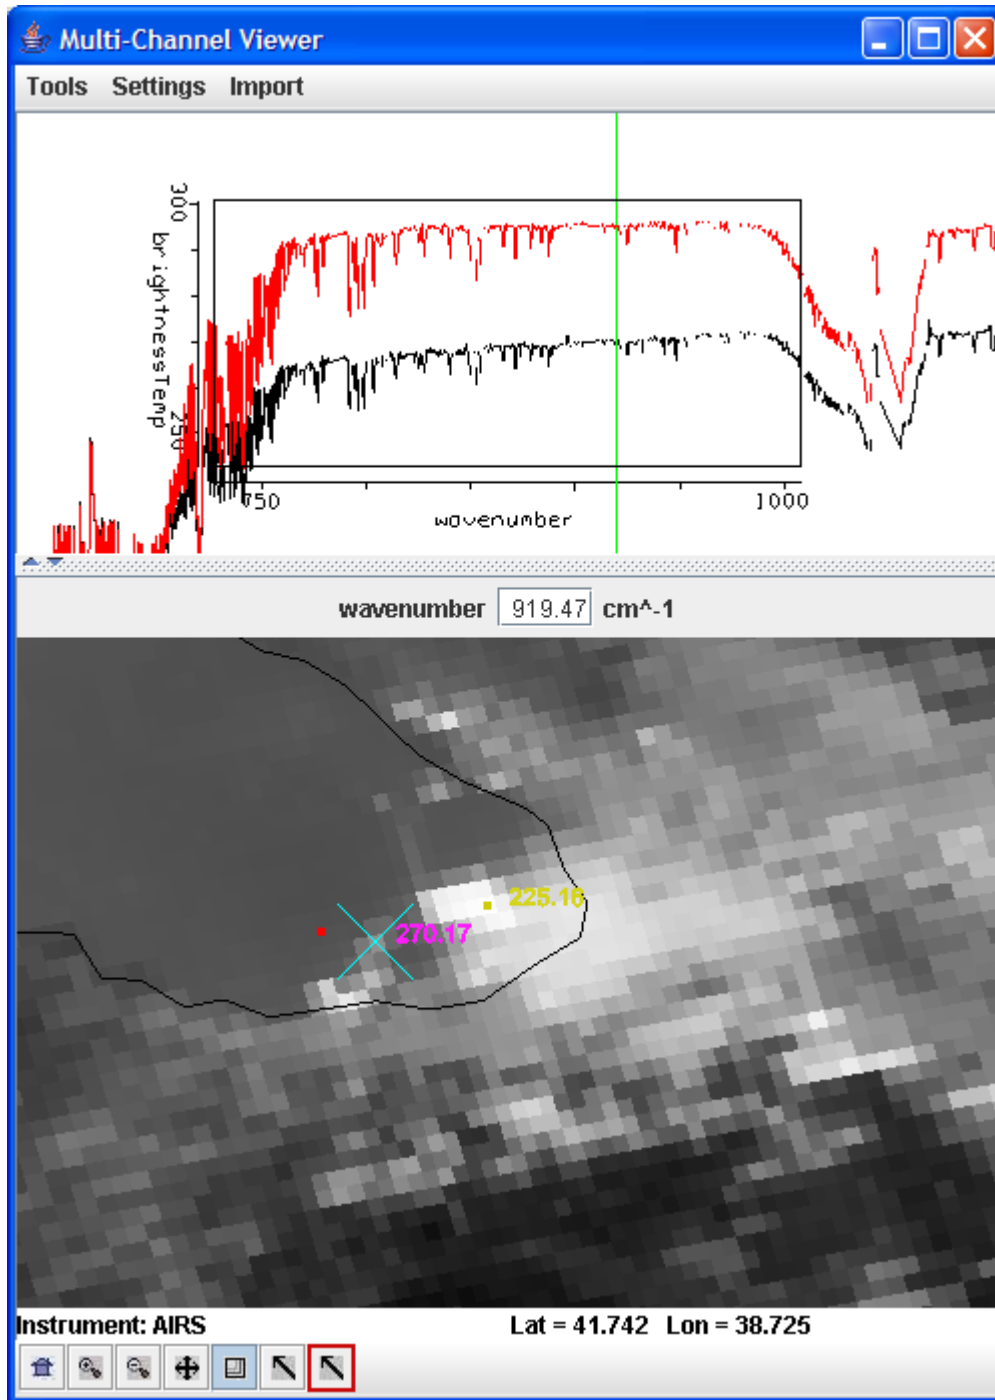 Multi-Channel Viewer
Tools Settings Import
300
brightnessTemp
250
750
1000
wavenumber
wavenumber 919.47 cm^-1
225.16
270.17
Instrument: AIRS Lat = 41.742 Lon = 38.725